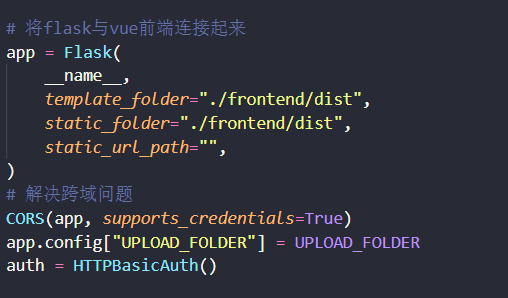 # 将flask与vue前端连接起来
app = Flask(
    __name__,
    template_folder="./frontend/dist",
    static_folder="./frontend/dist",
    static_url_path="",
)
# 解决跨域问题
CORS(app, supports_credentials=True)
app.config["UPLOAD_FOLDER"] = UPLOAD_FOLDER
auth = HTTPBasicAuth()